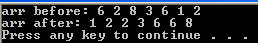 arr before: 6 2 8 3 6 1 2
arr after: 1 2 2 3 6 6 8
Press any key to continue . . .